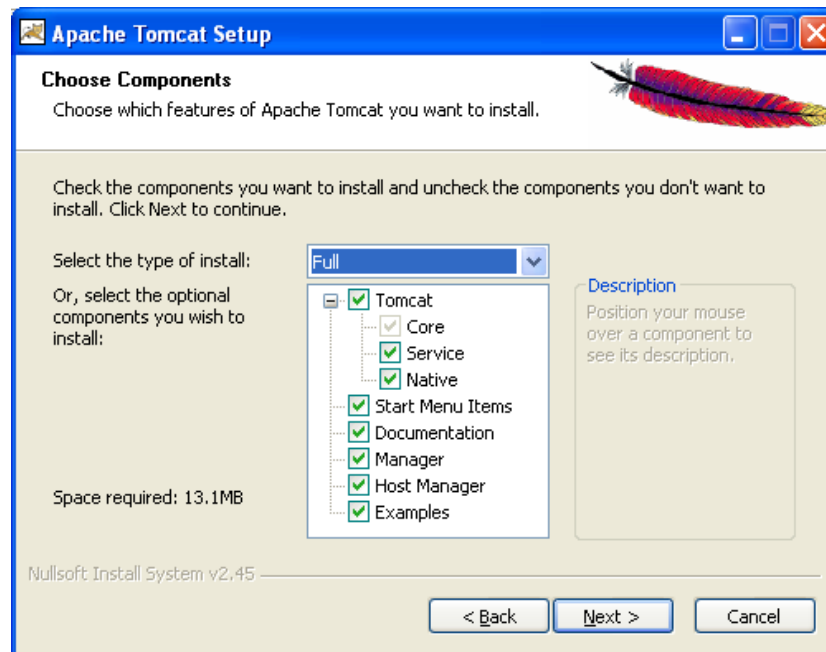 Apache Tomcat Setup
Choose Components
Choose which features of Apache Tomcat you want to install.
Check the components you want to install and uncheck the components you don't want to
install. Click Next to continue.
Select the type of install:
Full
Or, select the optional
components you wish to
install:
Tomcat
Core
Service
Native
Start Menu Items
Documentation
Manager
Host Manager
Examples
Description
Position your mouse
over a component to
see its description.
Space required: 13.1MB
Nullsoft Install System v2.45
< Back
Next >
Cancel